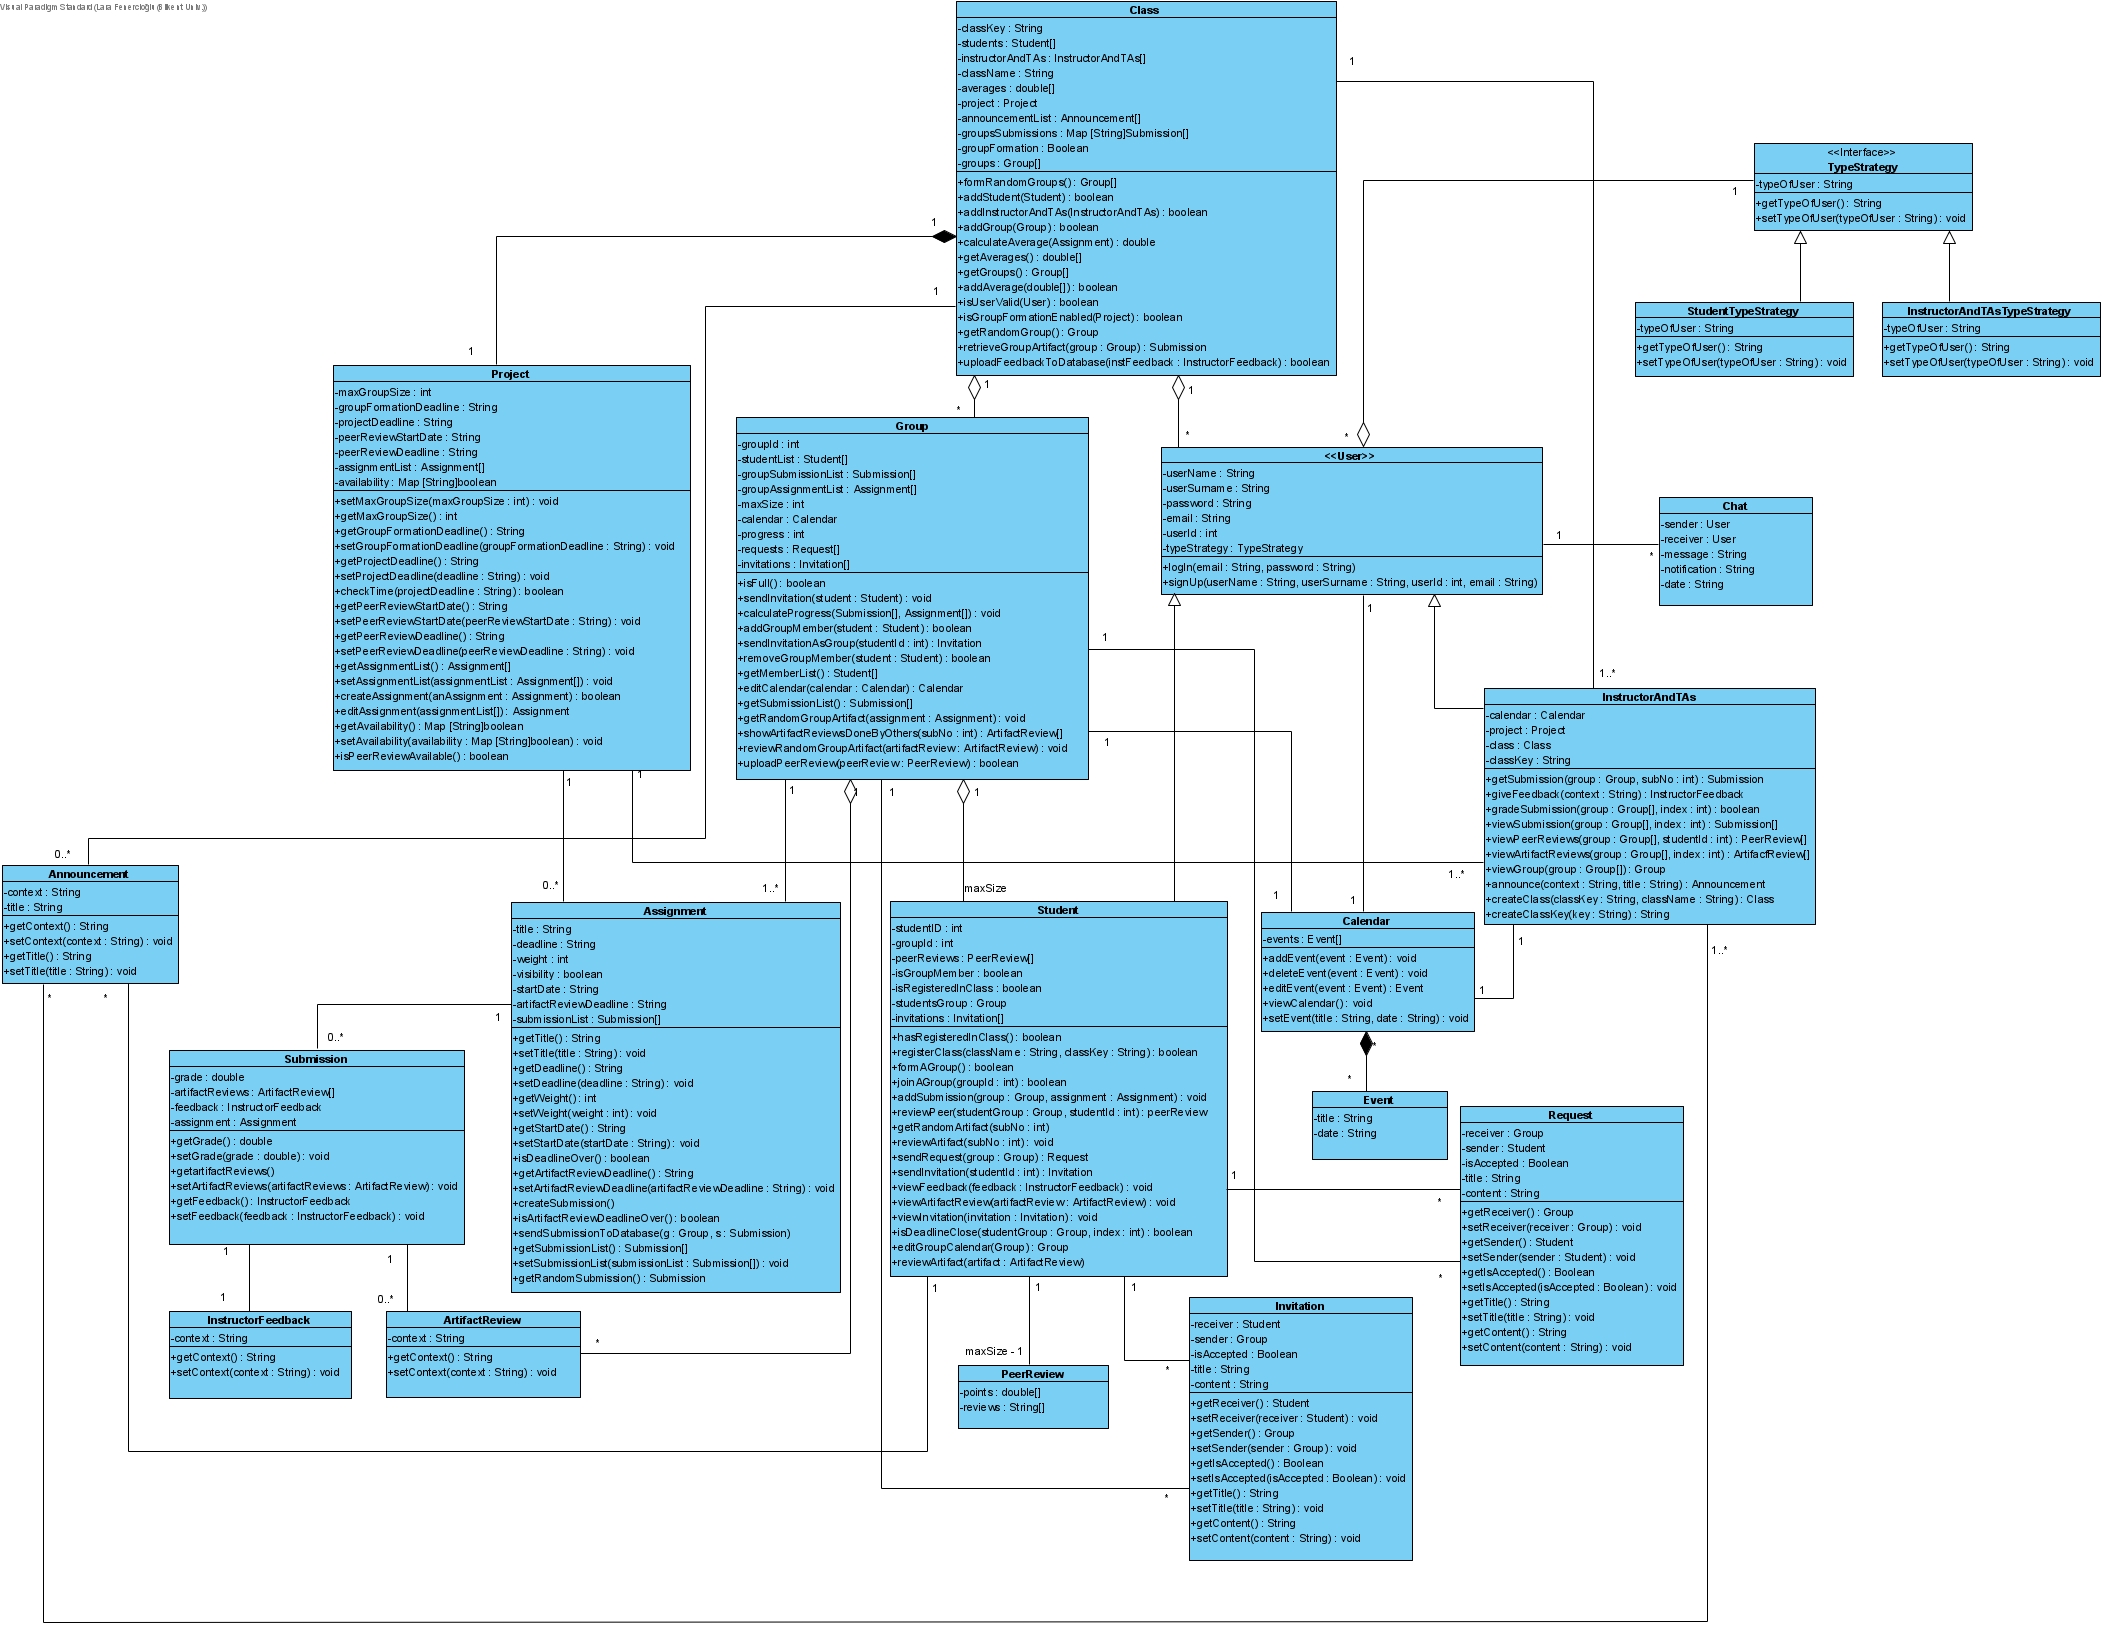 Visual Paradigm Standard (Lara Fenercioğlu (Bilkent Univ.))
Class
-classKey : String
-students : Student[]
-instructorAndTAs : InstructorAndTAs[]
-className : String
-averages : double[]
-project : Project
-announcementList : Announcement[]
-groupsSubmissions : Map [String]Submission[]
-groupFormation : Boolean
-groups : Group[]
+formRandomGroups() : Group[]
+addStudent(Student) : boolean
+addInstructorAndTAs(InstructorAndTAs) : boolean
+addGroup(Group) : boolean
+calculateAverage(Assignment) : double
+getAverages() : double[]
+getGroups() : Group[]
+addAverage(double[]) : boolean
+isUserValid(User) : boolean
+isGroupFormationEnabled(Project) : boolean
+getRandomGroup() : Group
+retrieveGroupArtifact(group : Group) : Submission
+uploadFeedbackToDatabase(instFeedback : InstructorFeedback) : boolean
1
1
1
1
1
*
1
*
<<Interface>>
TypeStrategy
-typeOfUser : String
+getTypeOfUser() : String
+setTypeOfUser(typeOfUser : String) : void
1
StudentTypeStrategy
-typeOfUser : String
+getTypeOfUser() : String
+setTypeOfUser(typeOfUser : String) : void
InstructorAndTAsTypeStrategy
-typeOfUser : String
+getTypeOfUser() : String
+setTypeOfUser(typeOfUser : String) : void
Project
-maxGroupSize : int
-groupFormationDeadline : String
-projectDeadline : String
-peerReviewStartDate : String
-peerReviewDeadline : String
-assignmentList : Assignment[]
-availability : Map [String]boolean
+setMaxGroupSize(maxGroupSize : int) : void
+getMaxGroupSize() : int
+getGroupFormationDeadline() : String
+setGroupFormationDeadline(groupFormationDeadline : String) : void
+getProjectDeadline() : String
+setProjectDeadline(deadline : String) : void
+checkTime(projectDeadline : String) : boolean
+getPeerReviewStartDate() : String
+setPeerReviewStartDate(peerReviewStartDate : String) : void
+getPeerReviewDeadline() : String
+setPeerReviewDeadline(peerReviewDeadline : String) : void
+getAssignmentList() : Assignment[]
+setAssignmentList(assignmentList : Assignment[]) : void
+createAssignment(anAssignment : Assignment) : boolean
+editAssignment(assignmentList[]) : Assignment
+getAvailability() : Map [String]boolean
+setAvailability(availability : Map [String]boolean) : void
+isPeerReviewAvailable() : boolean
1
1
Group
-groupId : int
-studentList : Student[]
-groupSubmissionList : Submission[]
-groupAssignmentList : Assignment[]
-maxSize : int
-calendar : Calendar
-progress : int
-requests : Request[]
-invitations : Invitation[]
+isFull() : boolean
+sendInvitation(student : Student) : void
+calculateProgress(Submission[], Assignment[]) : void
+addGroupMember(student : Student) : boolean
+sendInvitationAsGroup(studentId : int) : Invitation
+removeGroupMember(student : Student) : boolean
+getMemberList() : Student[]
+editCalendar(calendar : Calendar) : Calendar
+getSubmissionList() : Submission[]
+getRandomGroupArtifact(assignment : Assignment) : void
+showArtifactReviewsDoneByOthers(subNo : int) : ArtifactReview[]
+reviewRandomGroupArtifact(artifactReview : ArtifactReview) : void
+uploadPeerReview(peerReview : PeerReview) : boolean
1
1
1
1
1
1
*
<<User>>
-userName : String
-userSurname : String
-password : String
-email : String
-userId : int
-typeStrategy : TypeStrategy
+logIn(email : String, password : String)
+signUp(userName : String, userSurname : String, userId : int, email : String)
1
1
*
Chat
-sender : User
-receiver : User
-message : String
-notification : String
-date : String
1..*
InstructorAndTAs
-calendar : Calendar
-project : Project
-class : Class
-classKey : String
+getSubmission(group : Group, subNo : int) : Submission
+giveFeedback(context : String) : InstructorFeedback
+gradeSubmission(group : Group[], index : int) : boolean
+viewSubmission(group : Group[], index : int) : Submission[]
+viewPeerReviews(group : Group[], studentId : int) : PeerReview[]
+viewArtifactReviews(group : Group[], index : int) : ArtifacfReview[]
+viewGroup(group : Group[]) : Group
+announce(context : String, title : String) : Announcement
+createClass(classKey : String, className : String) : Class
+createClassKey(key : String) : String
1..*
1
1..*
0..*
Announcement
-context : String
-title : String
+getContext() : String
+setContext(context : String) : void
+getTitle() : String
+setTitle(title : String) : void
*
*
0..*
1..*
Assignment
-title : String
-deadline : String
-weight : int
-visibility : boolean
-startDate : String
-artifactReviewDeadline : String
-submissionList : Submission[]
+getTitle() : String
+setTitle(title : String) : void
+getDeadline() : String
+setDeadline(deadline : String) : void
+getWeight() : int
+setWeight(weight : int) : void
+getStartDate() : String
+setStartDate(startDate : String) : void
+isDeadlineOver() : boolean
+getArtifactReviewDeadline() : String
+setArtifactReviewDeadline(artifactReviewDeadline : String) : void
+createSubmission()
+isArtifactReviewDeadlineOver() : boolean
+sendSubmissionToDatabase(g : Group, s : Submission)
+getSubmissionList() : Submission[]
+setSubmissionList(submissionList : Submission[]) : void
+getRandomSubmission() : Submission
1
0..*
maxSize
Student
-studentID : int
-groupId : int
-peerReviews : PeerReview[]
-isGroupMember : boolean
-isRegisteredInClass : boolean
-studentsGroup : Group
-invitations : Invitation[]
+hasRegisteredInClass() : boolean
+registerClass(className : String, classKey : String) : boolean
+formAGroup() : boolean
+joinAGroup(groupId : int) : boolean
+addSubmission(group : Group, assignment : Assignment) : void
+reviewPeer(studentGroup : Group, studentId : int) : peerReview
+getRandomArtifact(subNo : int)
+reviewArtifact(subNo : int) : void
+sendRequest(group : Group) : Request
+sendInvitation(studentId : int) : Invitation
+viewFeedback(feedback : InstructorFeedback) : void
+viewArtifactReview(artifactReview : ArtifactReview) : void
+viewInvitation(invitation : Invitation) : void
+isDeadlineClose(studentGroup : Group, index : int) : boolean
+editGroupCalendar(Group) : Group
+reviewArtifact(artifact : ArtifactReview)
1
1
1
1
1
1
Calendar
-events : Event[]
+addEvent(event : Event) : void
+deleteEvent(event : Event) : void
+editEvent(event : Event) : Event
+viewCalendar() : void
+setEvent(title : String, date : String) : void
1
*
*
Event
-title : String
-date : String
Request
-receiver : Group
-sender : Student
-isAccepted : Boolean
-title : String
-content : String
+getReceiver() : Group
+setReceiver(receiver : Group) : void
+getSender() : Student
+setSender(sender : Student) : void
+getIsAccepted() : Boolean
+setIsAccepted(isAccepted : Boolean) : void
+getTitle() : String
+setTitle(title : String) : void
+getContent() : String
+setContent(content : String) : void
*
*
Submission
-grade : double
-artifactReviews : ArtifactReview[]
-feedback : InstructorFeedback
-assignment : Assignment
+getGrade() : double
+setGrade(grade : double) : void
+getartifactReviews()
+setArtifactReviews(artifactReviews : ArtifactReview) : void
+getFeedback() : InstructorFeedback
+setFeedback(feedback : InstructorFeedback) : void
1
1
1
0..*
InstructorFeedback
-context : String
+getContext() : String
+setContext(context : String) : void
ArtifactReview
-context : String
+getContext() : String
+setContext(context : String) : void
*
maxSize - 1
PeerReview
-points : double[]
-reviews : String[]
Invitation
-receiver : Student
-sender : Group
-isAccepted : Boolean
-title : String
-content : String
+getReceiver() : Student
+setReceiver(receiver : Student) : void
+getSender() : Group
+setSender(sender : Group) : void
+getIsAccepted() : Boolean
+setIsAccepted(isAccepted : Boolean) : void
+getTitle() : String
+setTitle(title : String) : void
+getContent() : String
+setContent(content : String) : void
*
*